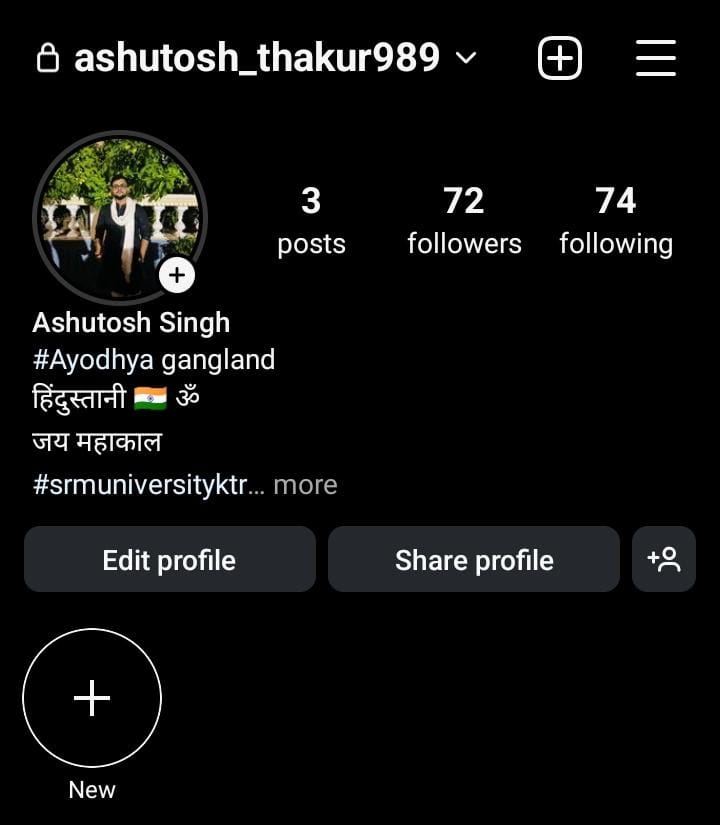 ashutosh_thakur989
3 72 74
posts followers following
Ashutosh Singh
#Ayodhya gangland
हिंदुस्तानी 🇮🇳 ॐ
जय महाकाल
#srmuniversityktr... more
Edit profile Share profile
New